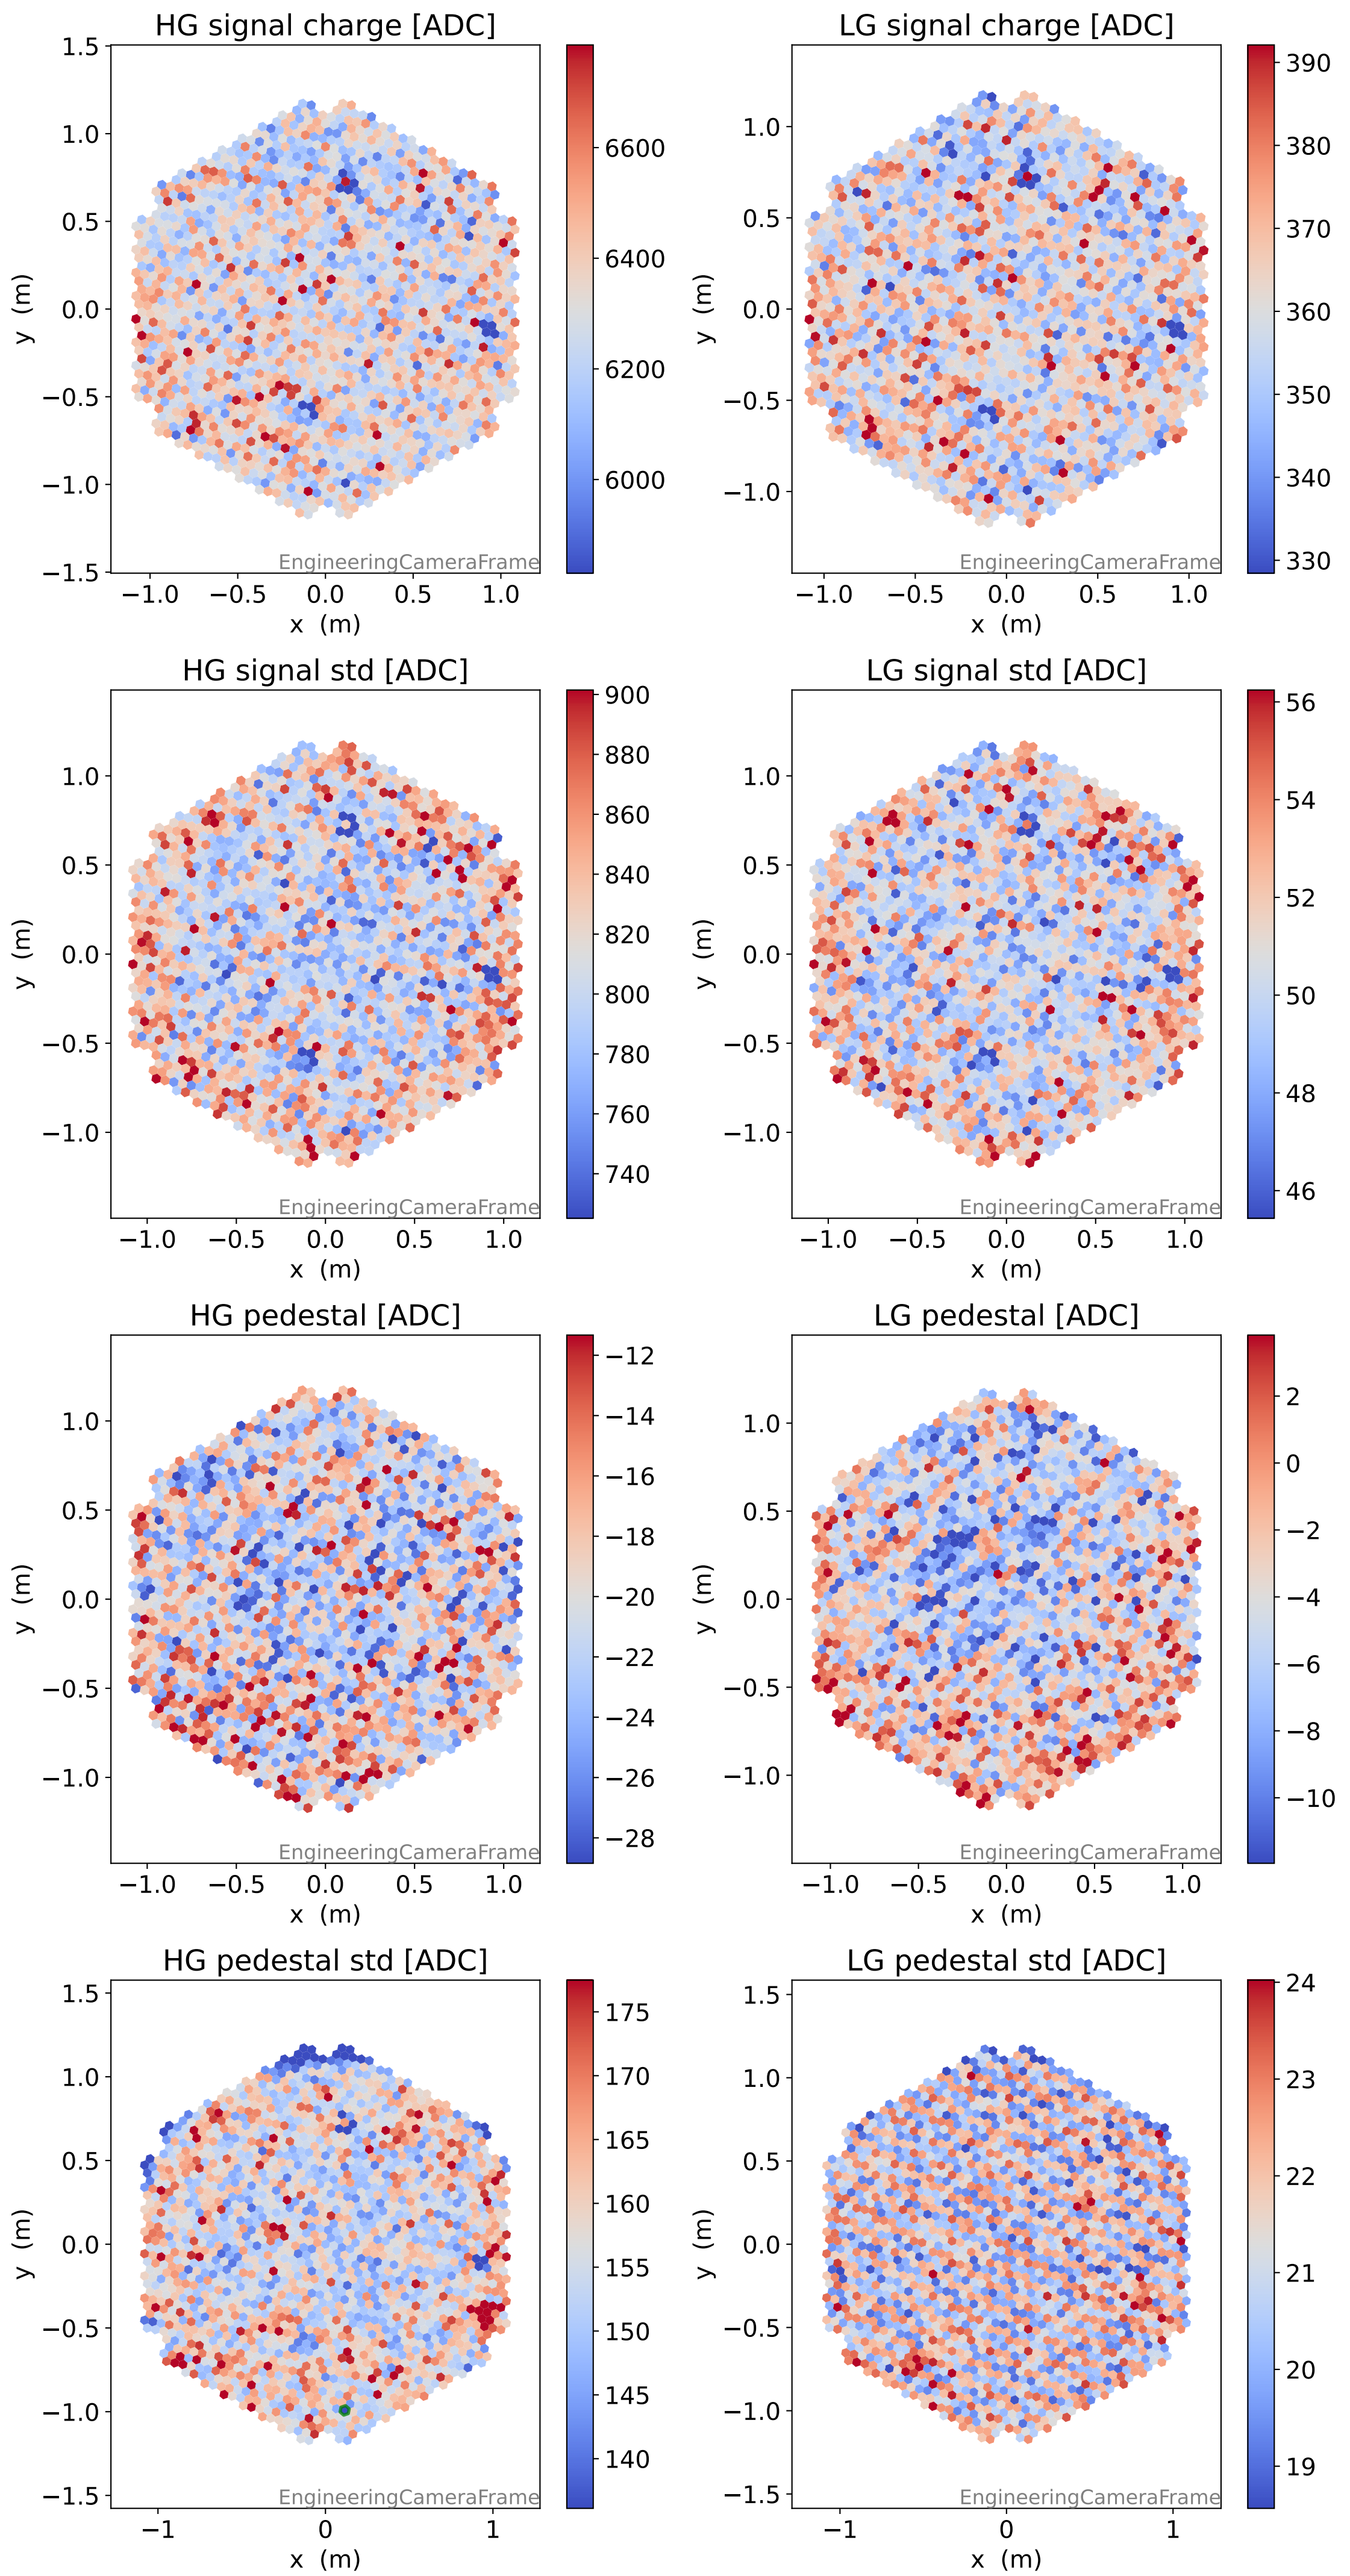 HG signal charge [ADC]
1.5
1.0
0.5
0.0
−0.5
−1.0
−1.5
y (m)
−1.0 −0.5 0.0 0.5 1.0
x (m)
EngineeringCameraFrame
6600
6400
6200
6000
LG signal charge [ADC]
1.0
0.5
0.0
−0.5
−1.0
y (m)
−1.0 −0.5 0.0 0.5 1.0
x (m)
EngineeringCameraFrame
390
380
370
360
350
340
330
HG signal std [ADC]
1.0
0.5
0.0
−0.5
−1.0
y (m)
−1.0 −0.5 0.0 0.5 1.0
x (m)
EngineeringCameraFrame
900
880
860
840
820
800
780
760
740
LG signal std [ADC]
1.0
0.5
0.0
−0.5
−1.0
y (m)
−1.0 −0.5 0.0 0.5 1.0
x (m)
EngineeringCameraFrame
56
54
52
50
48
46
HG pedestal [ADC]
1.0
0.5
0.0
−0.5
−1.0
y (m)
−1.0 −0.5 0.0 0.5 1.0
x (m)
EngineeringCameraFrame
−12
−14
−16
−18
−20
−22
−24
−26
−28
LG pedestal [ADC]
1.0
0.5
0.0
−0.5
−1.0
y (m)
−1.0 −0.5 0.0 0.5 1.0
x (m)
EngineeringCameraFrame
2
0
−2
−4
−6
−8
−10
HG pedestal std [ADC]
1.5
1.0
0.5
0.0
−0.5
−1.0
−1.5
y (m)
−1 0 1
x (m)
EngineeringCameraFrame
175
170
165
160
155
150
145
140
LG pedestal std [ADC]
1.5
1.0
0.5
0.0
−0.5
−1.0
−1.5
y (m)
−1 0 1
x (m)
EngineeringCameraFrame
24
23
22
21
20
19